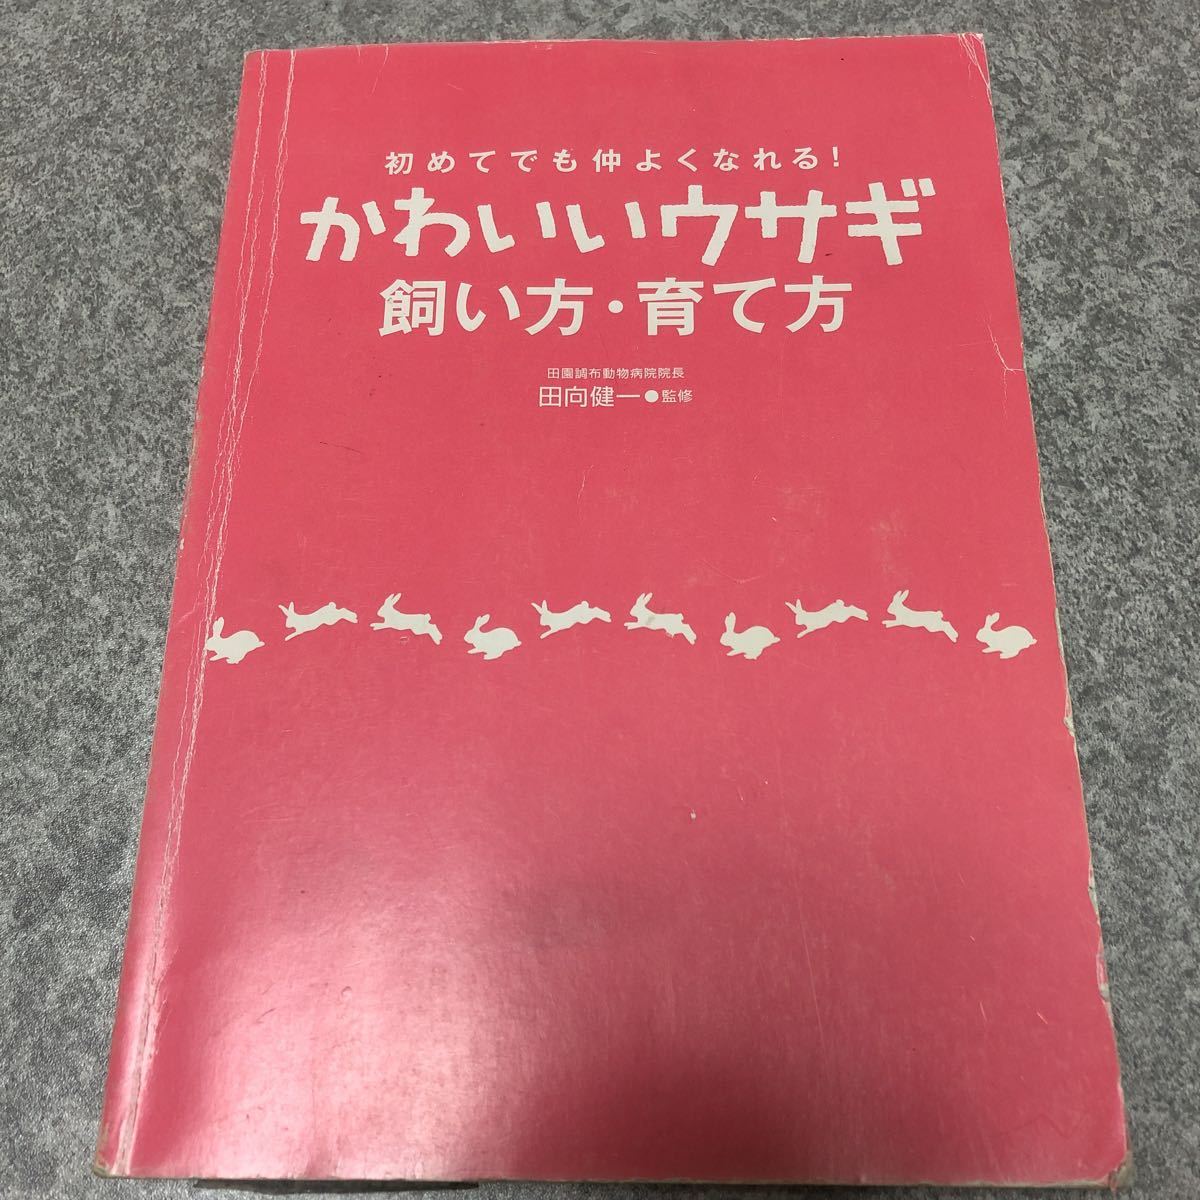 初めてでも仲よくなれる!
かわいいウサギ
飼い方・育て方
田園調布動物病院院長
田向健一●監修